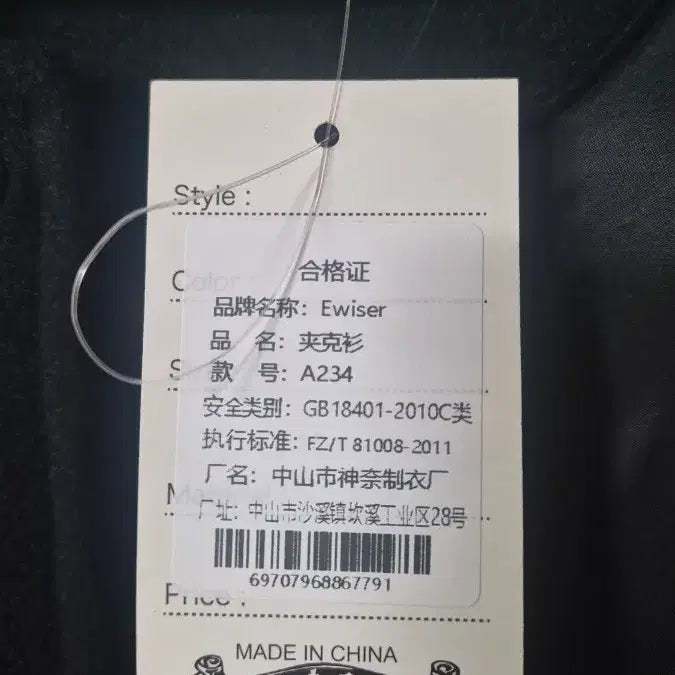 Style :
合格证
Color
品牌名称: Ewiser
品 名: 夹克衫
款 号: A234
安全类别: GB18401-2010C类
执行标准: FZ/T 81008-2011
厂名: 中山市神奈制衣厂
厂址: 中山市沙溪镇坎溪工业区28号
69707968867791
Price :
MADE IN CHINA